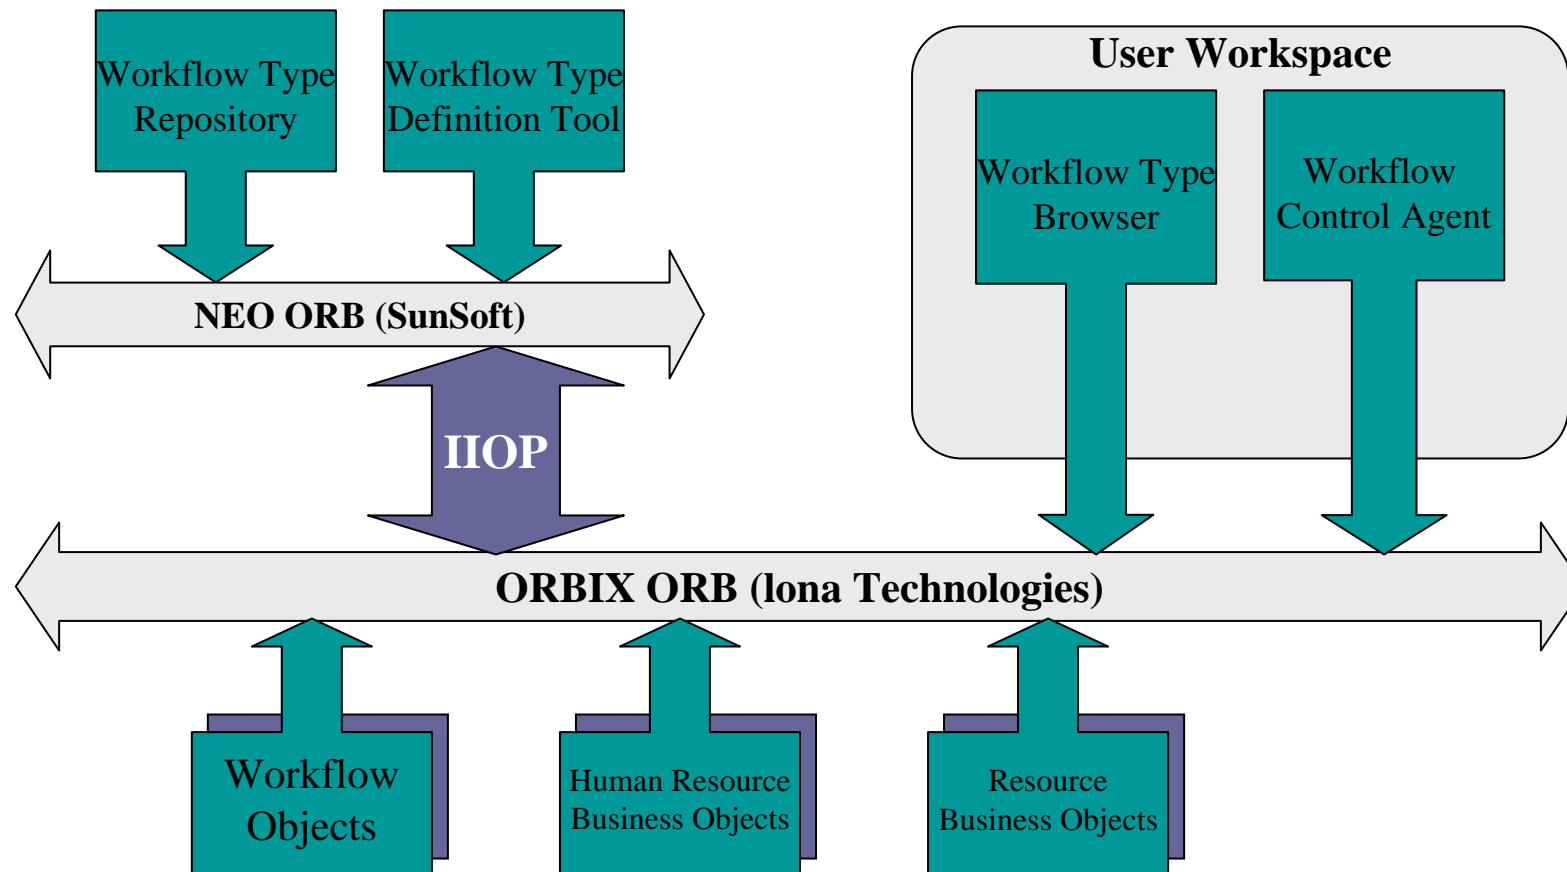 Workflow Type
Repository
Workflow Type
Definition Tool
User Workspace
Workflow Type
Browser
Workflow
Control Agent
NEO ORB (SunSoft)
IIOP
ORBIX ORB (lona Technologies)
Workflow
Objects
Human Resource
Business Objects
Resource
Business Objects